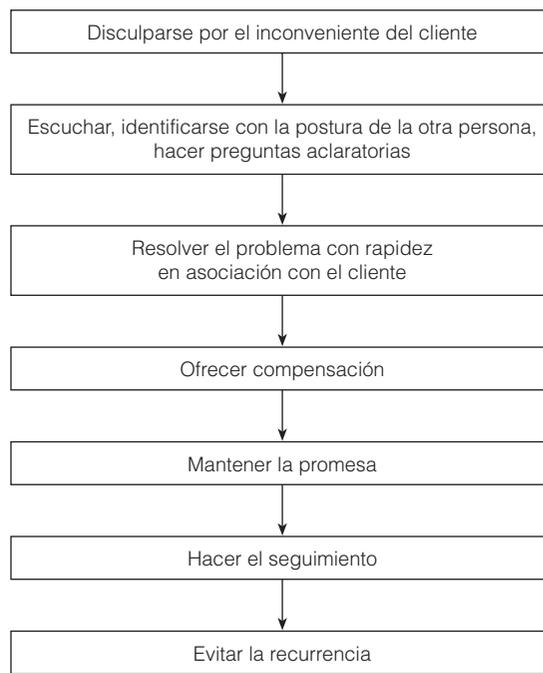 Disculparse por el inconveniente del cliente
Escuchar, identificarse con la postura de la otra persona,
hacer preguntas aclaratorias
Resolver el problema con rapidez
en asociación con el cliente
Ofrecer compensación
Mantener la promesa
Hacer el seguimiento
Evitar la recurrencia